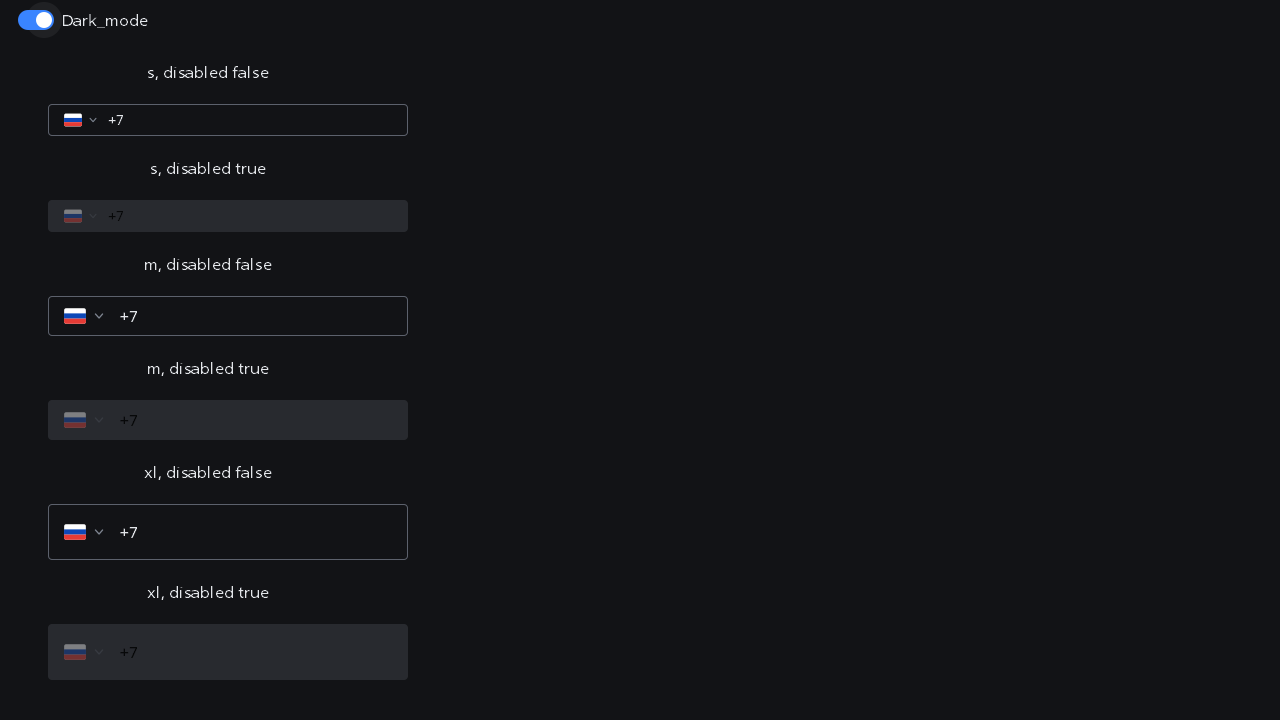 Dark_mode
s, disabled false
+7
s, disabled true
+7
m, disabled false
+7
m, disabled true
+7
xl, disabled false
+7
xl, disabled true
+7